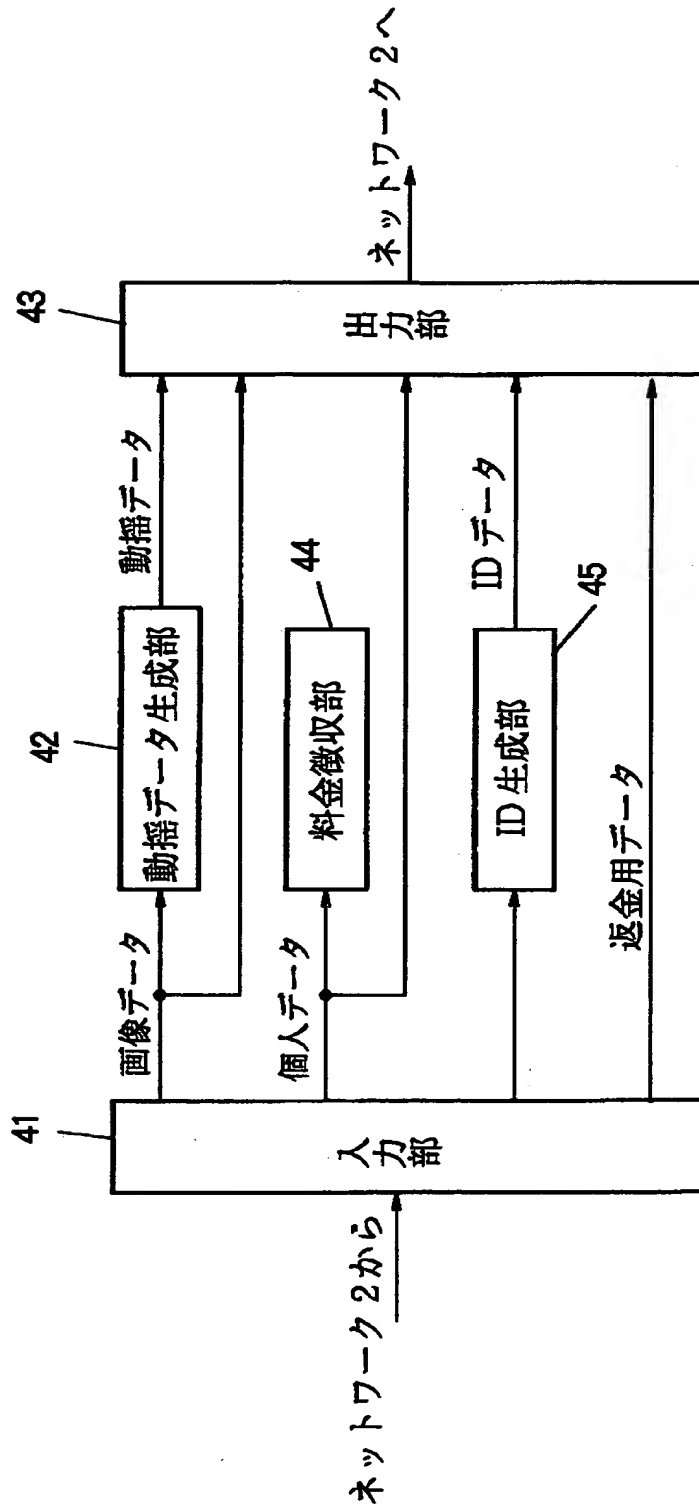 ネットワーク2から
41
入力部
画像データ
42
動揺データ生成部
動揺データ
個人データ
料金徴収部
44
ID生成部
45
IDデータ
返金用データ
43
出力部
ネットワーク2へ